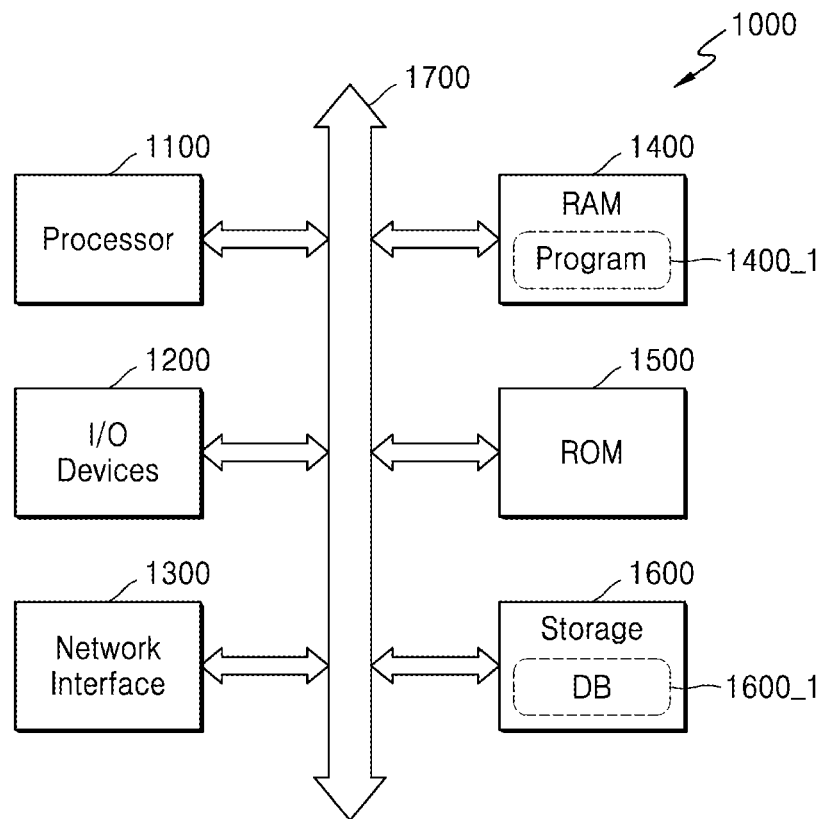 1000
1700
1100
Processor
1400
RAM
Program
1400_1
1200
I/O
Devices
1500
ROM
1300
Network
Interface
1600
Storage
DB
1600_1